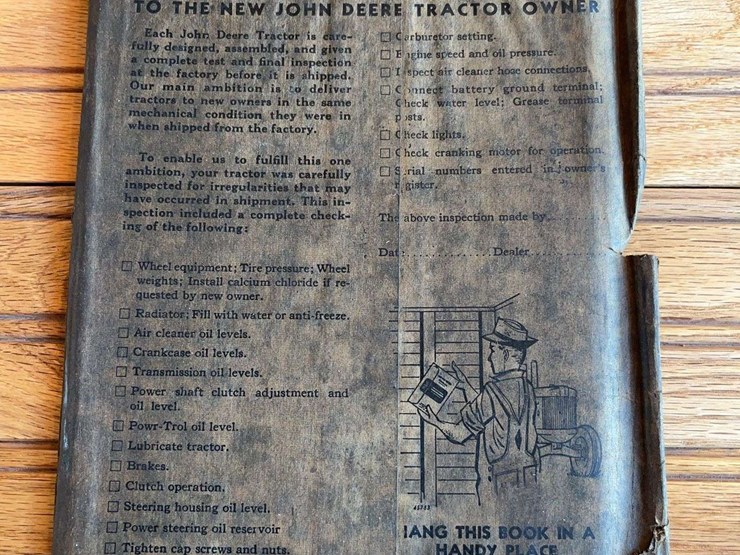 TO THE NEW JOHN DEERE TRACTOR OWNER
Each John Deere Tractor is care-
fully designed, assembled, and given
a complete test and final inspection
at the factory before it is shipped.
Our main ambition is to deliver
tractors to new owners in the same
mechanical condition they were in
when shipped from the factory.
To enable us to fulfill this one
ambition, your tractor was carefully
inspected for irregularities that may
have occurred in shipment. This in-
spection included a complete check-
ing of the following:
Wheel equipment; Tire pressure; Wheel
weights; Install calcium chloride if re-
quested by new owner.
Radiator; Fill with water or anti-freeze.
Air cleaner oil levels.
Crankcase oil levels.
Transmission oil levels.
Power shaft clutch adjustment and
oil level.
Powr-Trol oil level.
Lubricate tractor.
Brakes.
Clutch operation.
Steering housing oil level.
Power steering oil reservoir
Tighten cap screws and nuts.
Carburetor setting.
Engine speed and oil pressure.
Inspect air cleaner hose connections.
Connect battery ground terminal;
Check water level; Grease terminal
posts.
Check lights.
Check cranking motor for operation.
Serial numbers entered in owner's
register.
The above inspection made by
Date Dealer
HANG THIS BOOK IN A
HANDY PLACE